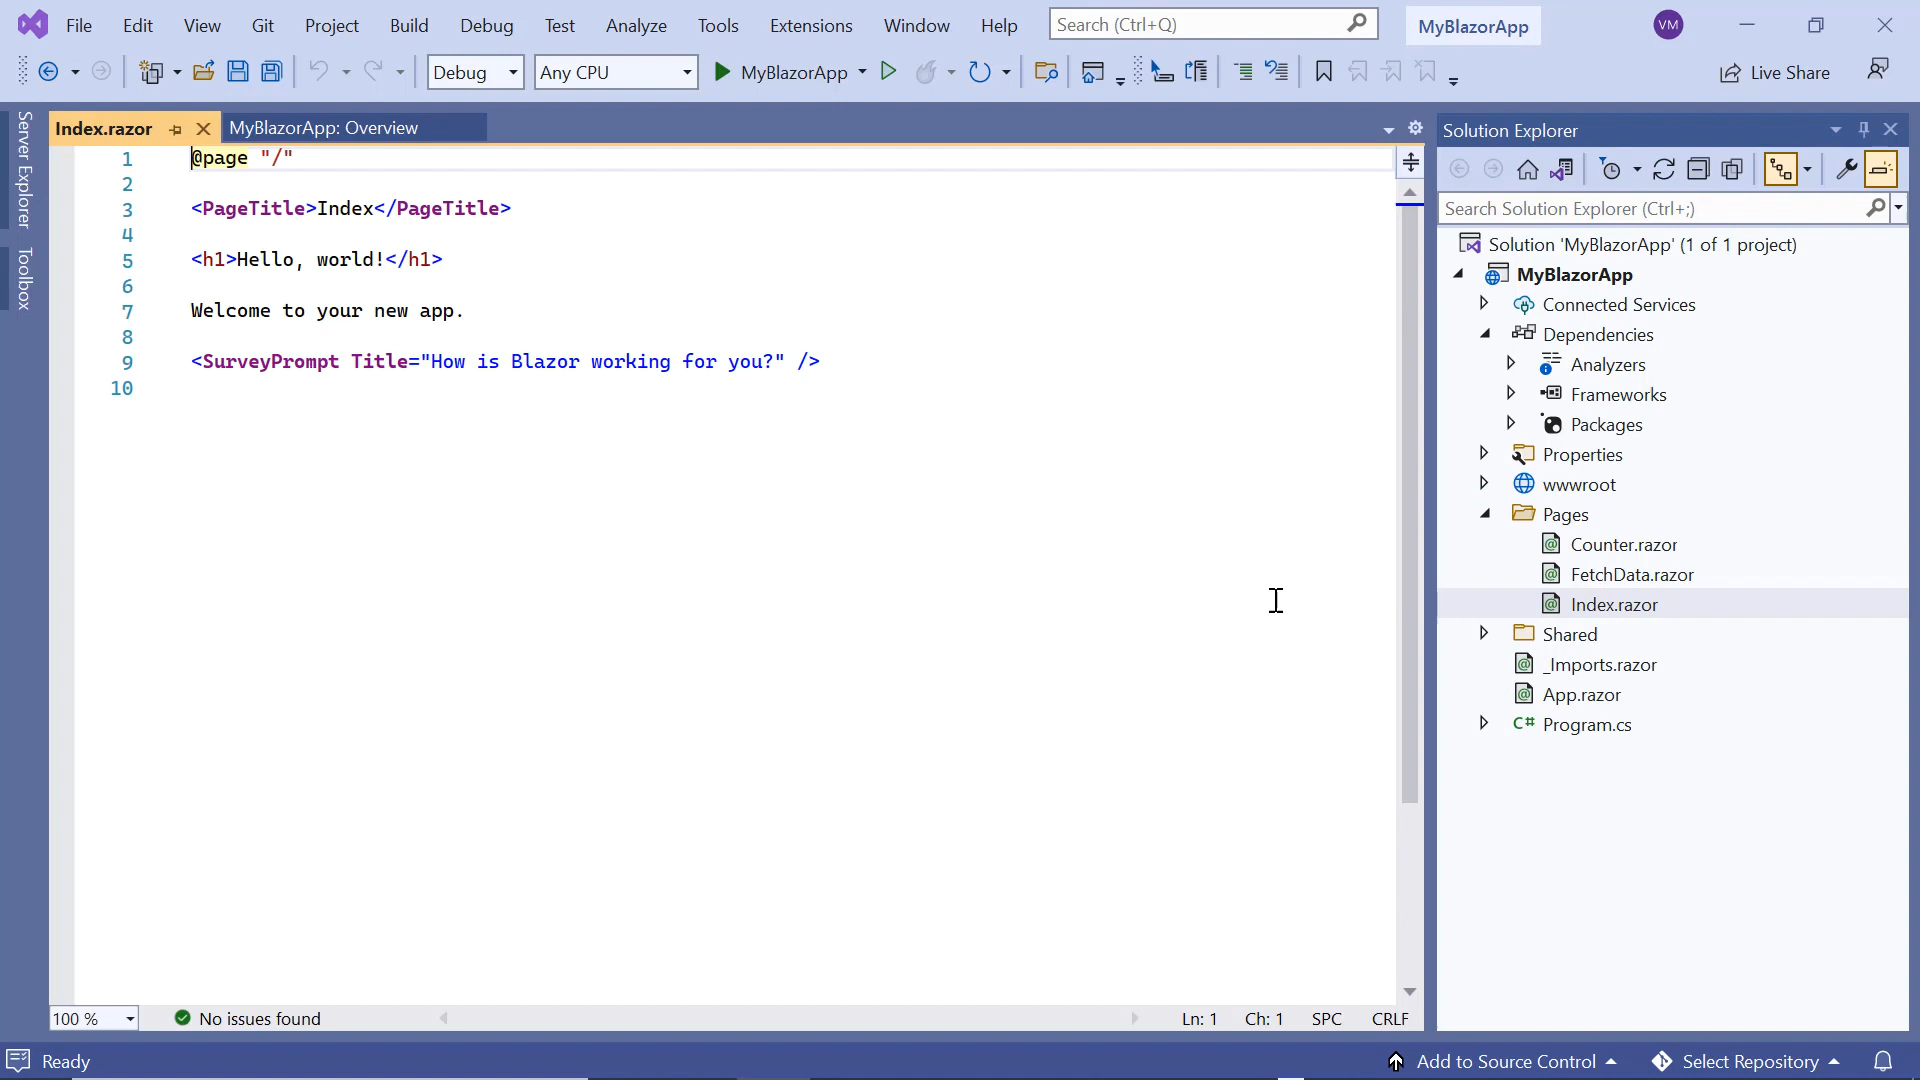 File Edit View Git Project Build Debug Test Analyze Tools Extensions Window Help Search (Ctrl+Q) MyBlazorApp VM
Debug Any CPU MyBlazorApp Live Share
Server Explorer
Toolbox
Index.razor MyBlazorApp: Overview
1 @page "/"
2
3 <PageTitle>Index</PageTitle>
4
5 <h1>Hello, world!</h1>
6
7 Welcome to your new app.
8
9 <SurveyPrompt Title="How is Blazor working for you?" />
10
100 % No issues found Ln: 1 Ch: 1 SPC CRLF
Solution Explorer
Search Solution Explorer (Ctrl+;)
Solution 'MyBlazorApp' (1 of 1 project)
MyBlazorApp
Connected Services
Dependencies
Analyzers
Frameworks
Packages
Properties
wwwroot
Pages
Counter.razor
FetchData.razor
Index.razor
Shared
_Imports.razor
App.razor
C# Program.cs
Ready Add to Source Control Select Repository